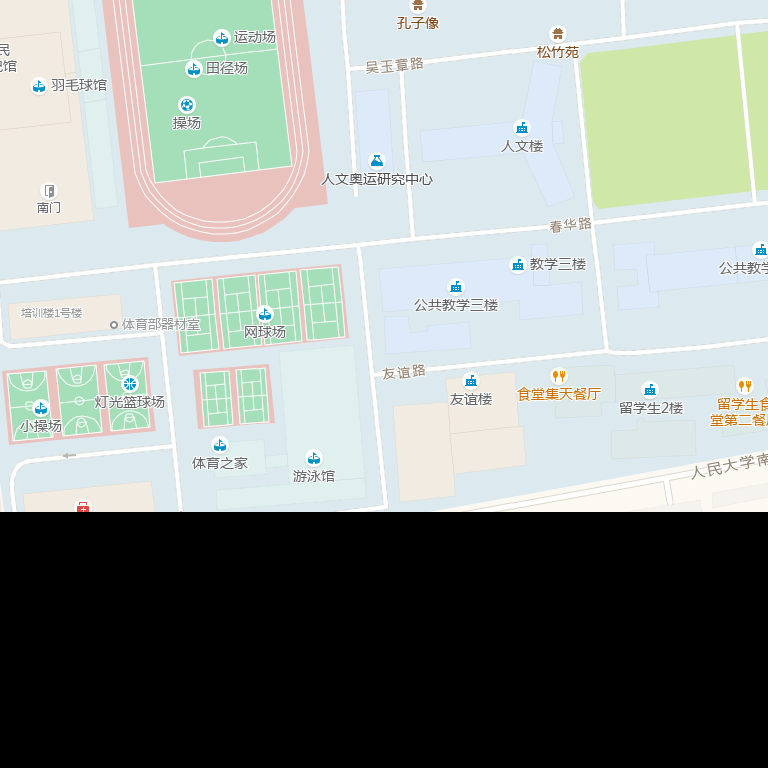 孔子像
运动场
民
松竹苑
田径场
吴玉章路
羽毛球馆
操场
人文楼
人文奥运研究中心
南门
春华路
教学三楼
公共教学
公共教学三楼
培训楼1号楼
体育部器材室
网球场
友谊路
食堂集天餐厅
友谊楼
灯光篮球场
留学生2楼
留学生食
堂第二餐
小操场
体育之家
人民大学南
游泳馆